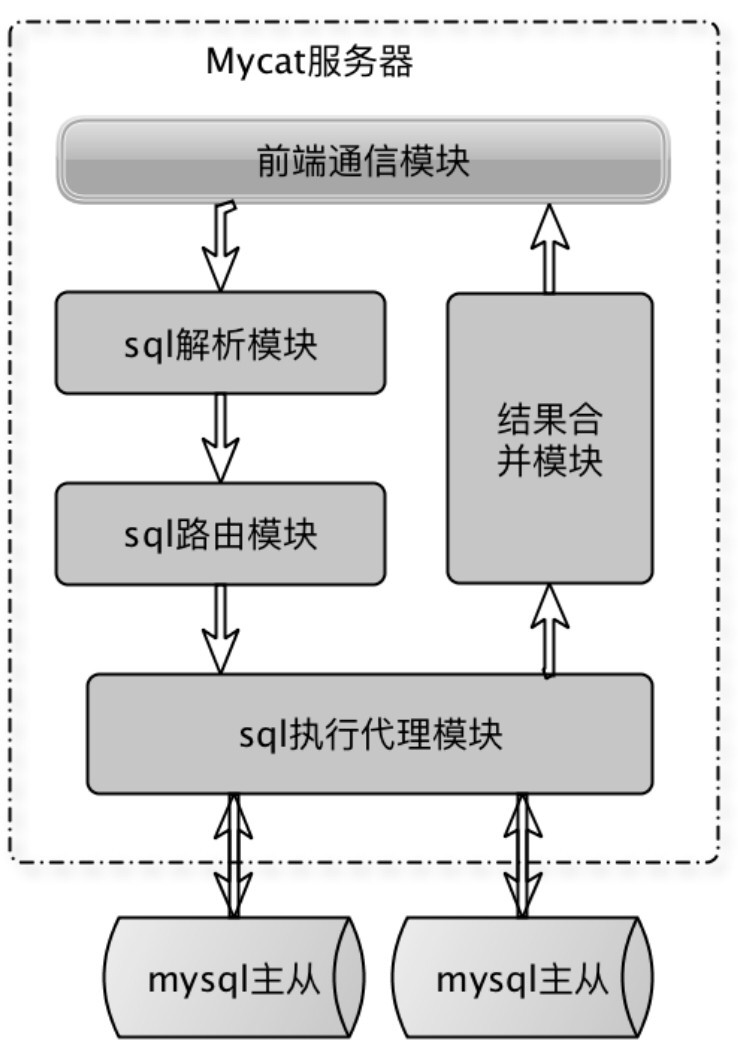 Mycat服务器
前端通信模块
sql解析模块
sql路由模块
结果合
并模块
sql执行代理模块
mysql主从
mysql主从